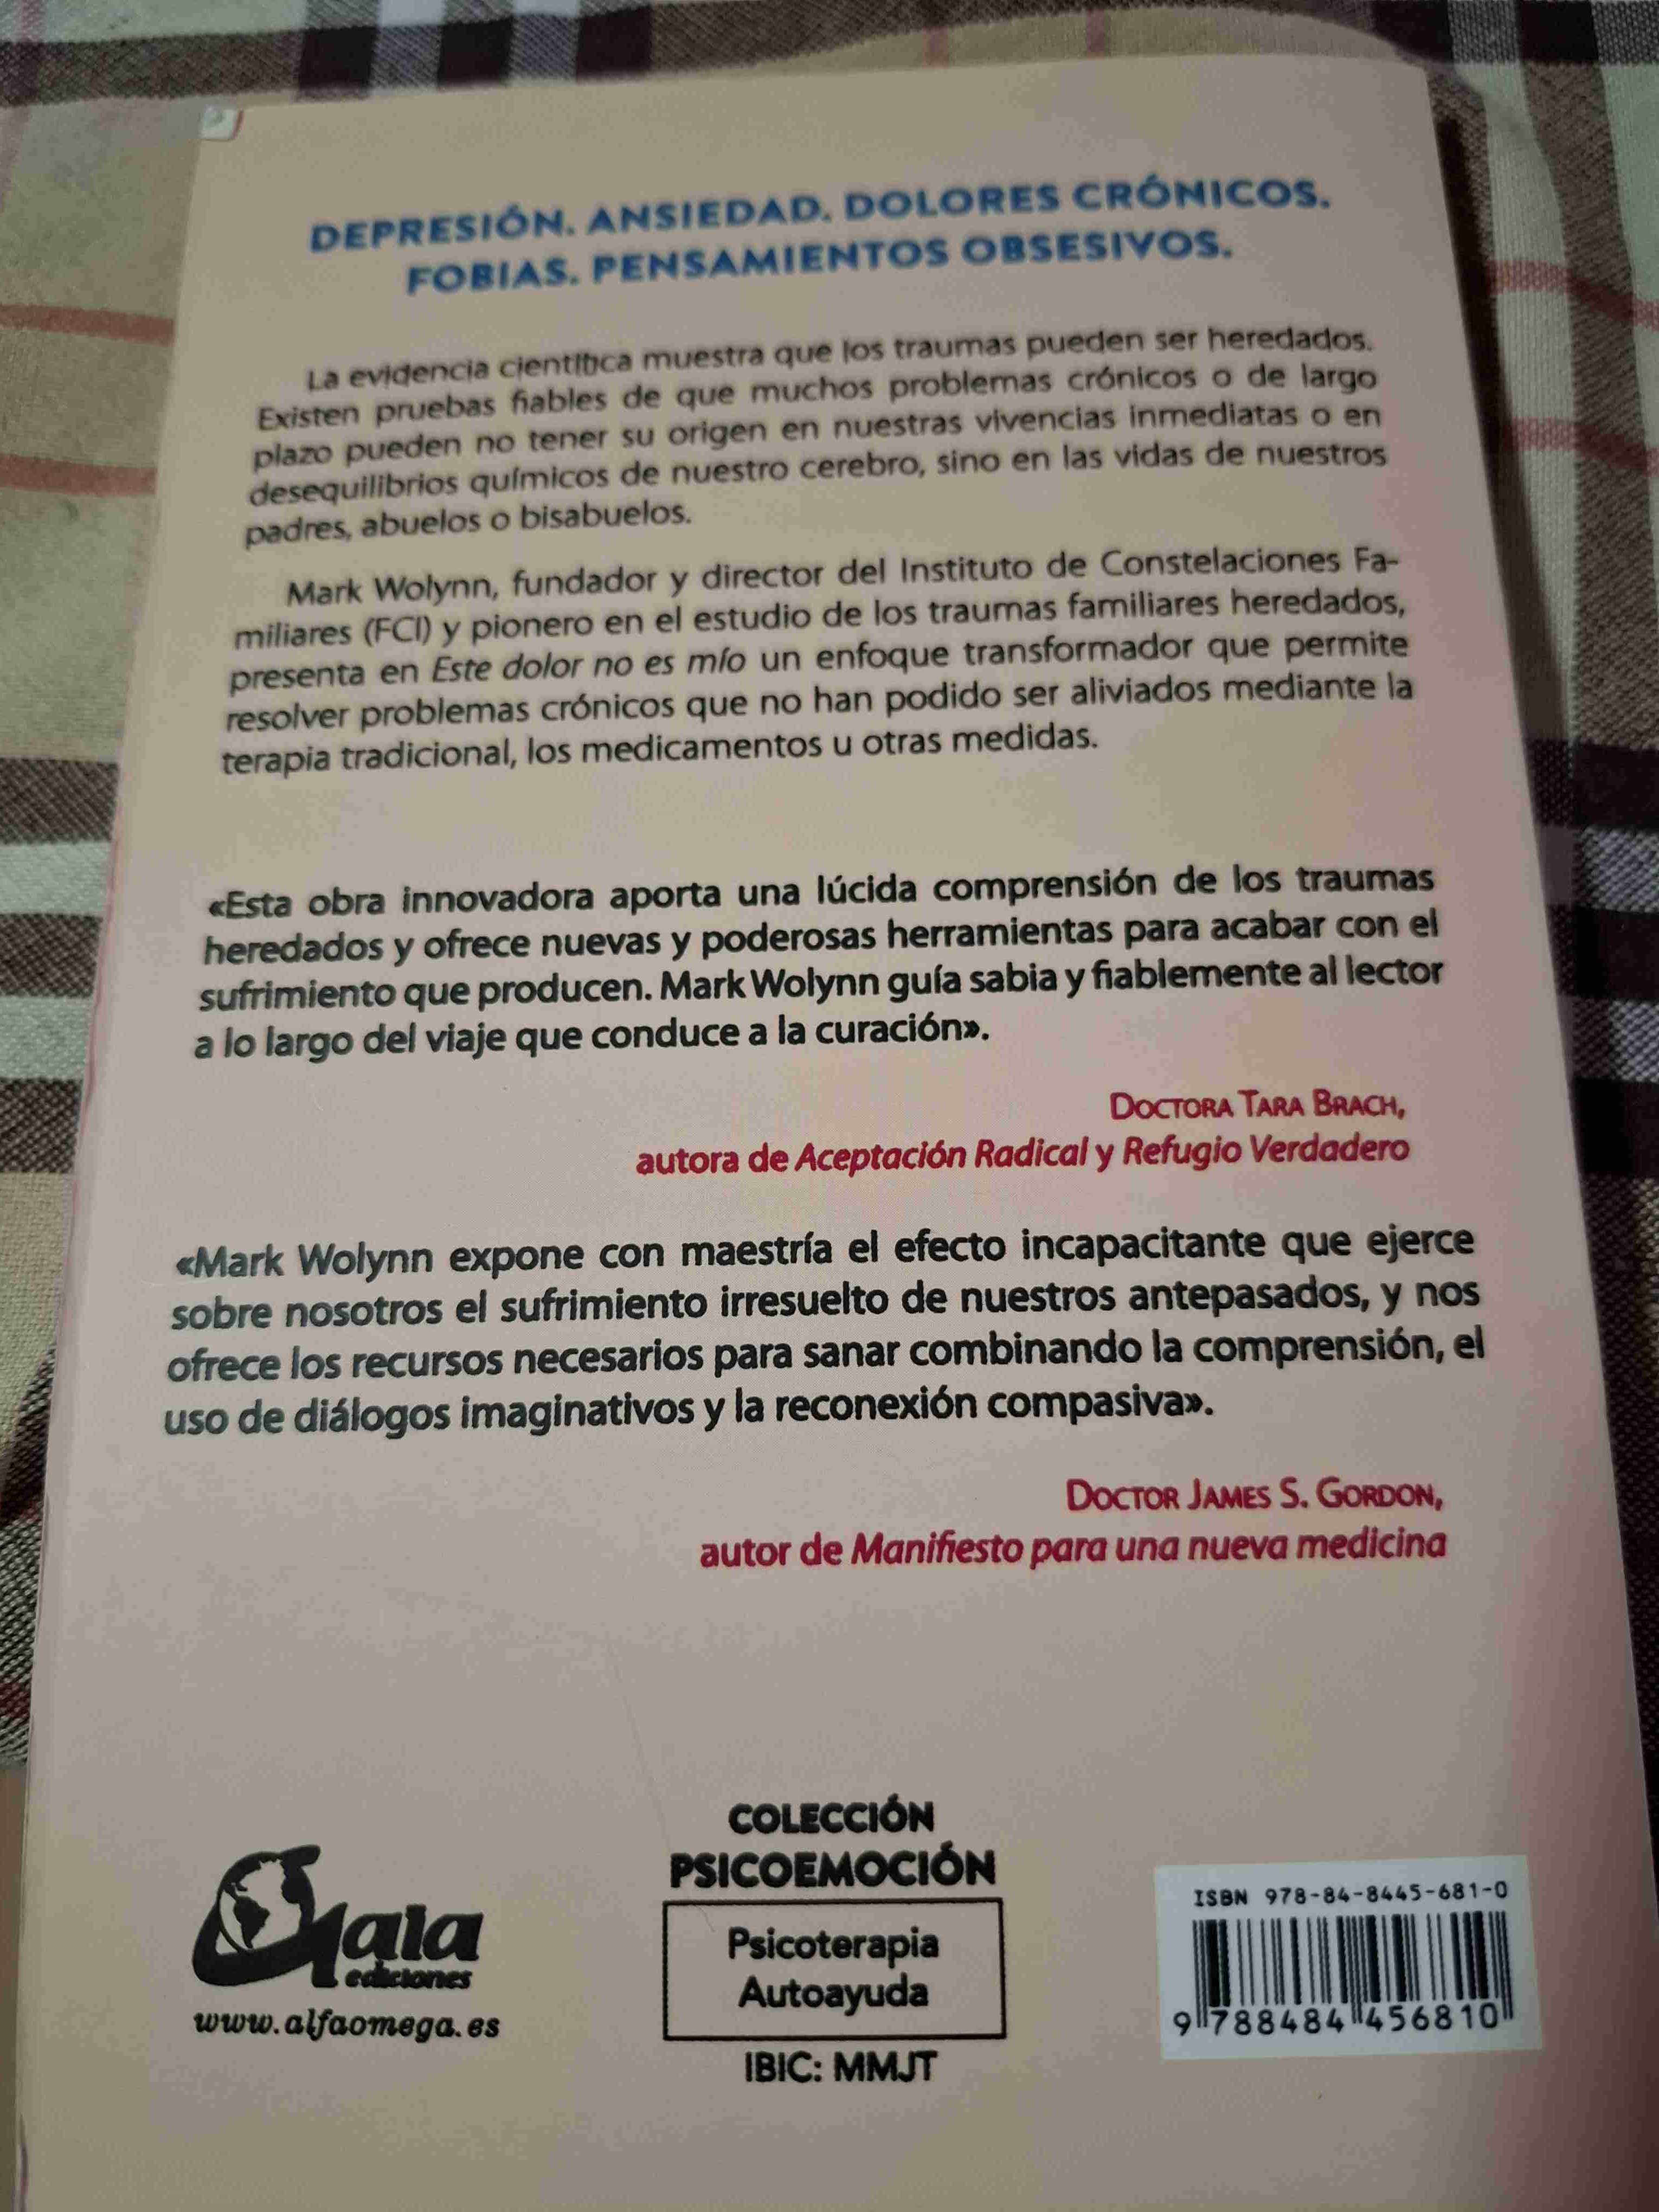 DEPRESIÓN. ANSIEDAD. DOLORES CRÓNICOS.
FOBIAS. PENSAMIENTOS OBSESIVOS.
La evidencia científica muestra que los traumas pueden ser heredados.
Existen pruebas fiables de que muchos problemas crónicos o de largo
plazo pueden no tener su origen en nuestras vivencias inmediatas o en
desequilibrios químicos de nuestro cerebro, sino en las vidas de nuestros
padres, abuelos o bisabuelos.
Mark Wolynn, fundador y director del Instituto de Constelaciones Fa-
miliares (FCI) y pionero en el estudio de los traumas familiares heredados,
presenta en Este dolor no es mío un enfoque transformador que permite
resolver problemas crónicos que no han podido ser aliviados mediante la
terapia tradicional, los medicamentos u otras medidas.
«Esta obra innovadora aporta una lúcida comprensión de los traumas
heredados y ofrece nuevas y poderosas herramientas para acabar con el
sufrimiento que producen. Mark Wolynn guía sabia y fiablemente al lector
a lo largo del viaje que conduce a la curación».
DOCTORA TARA BRACH,
autora de Aceptación Radical y Refugio Verdadero
«Mark Wolynn expone con maestría el efecto incapacitante que ejerce
sobre nosotros el sufrimiento irresuelto de nuestros antepasados, y nos
ofrece los recursos necesarios para sanar combinando la comprensión, el
uso de diálogos imaginativos y la reconexión compasiva».
DOCTOR JAMES S. GORDON,
autor de Manifiesto para una nueva medicina
Gaia
ediciones
www.alfaomega.es
COLECCIÓN
PSICOEMOCIÓN
Psicoterapia
Autoayuda
IBIC: MMJT
ISBN 978-84-8445-681-0
9 788484 456810